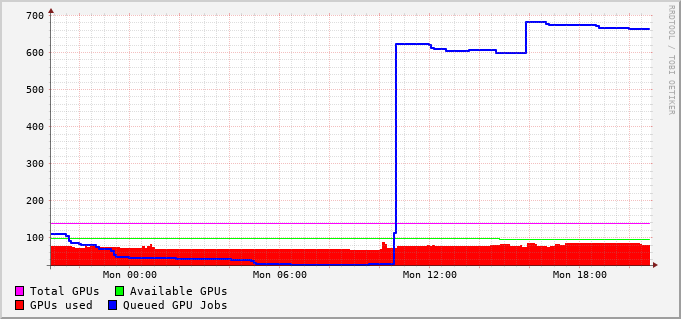 700
600
500
400
300
200
100
Mon 00:00 Mon 06:00 Mon 12:00 Mon 18:00
Total GPUs Available GPUs
GPUs used Queued GPU Jobs
RRDTOOL / TOBI OETIKER